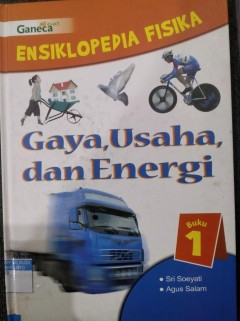 Ganeca
ENSIKLOPEDIA FISIKA
Gaya, Usaha,
dan Energi
Buku
1
• Sri Soeyati
• Agus Salam